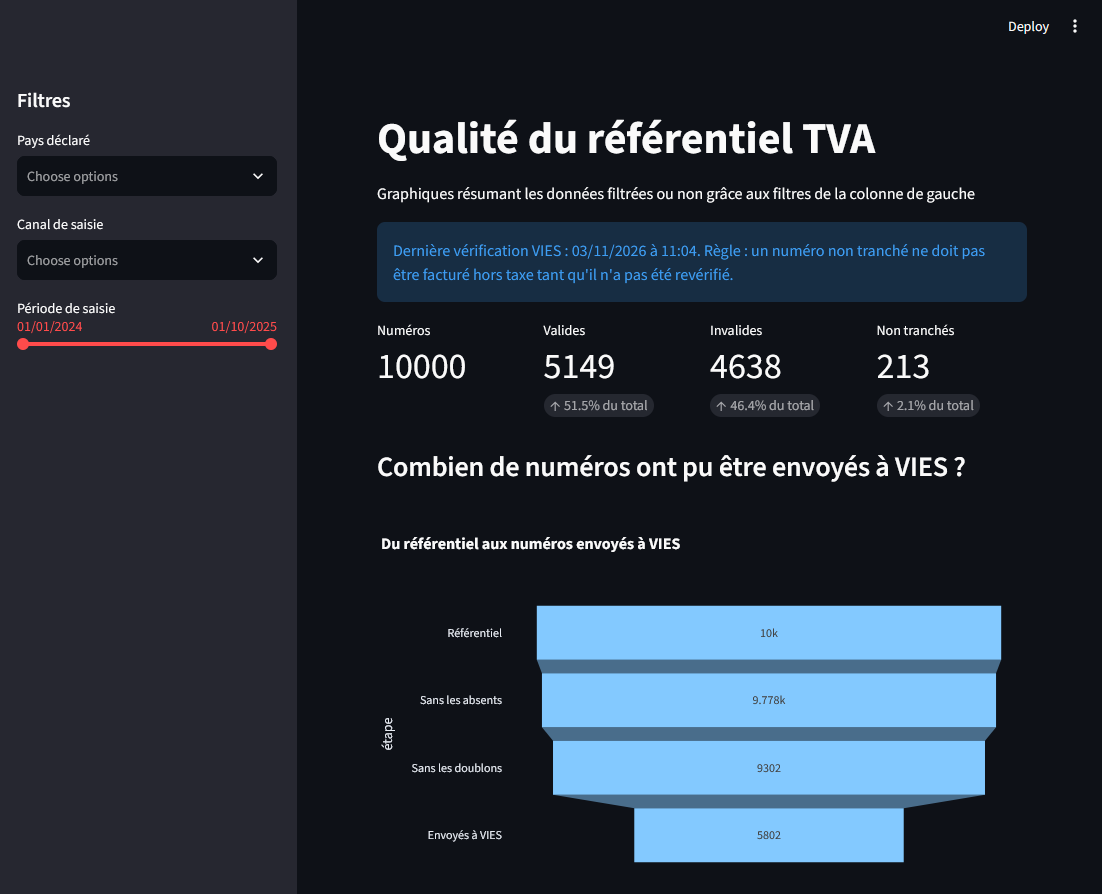 Deploy
Filtres
Pays déclaré
Choose options
Canal de saisie
Choose options
Période de saisie
01/01/2024 01/10/2025
Qualité du référentiel TVA
Graphiques résumant les données filtrées ou non grâce aux filtres de la colonne de gauche
Dernière vérification VIES : 03/11/2026 à 11:04. Règle : un numéro non tranché ne doit pas
être facturé hors taxe tant qu'il n'a pas été revérifié.
Numéros Valides Invalides Non tranchés
10000 5149 4638 213
↑ 51.5% du total ↑ 46.4% du total ↑ 2.1% du total
Combien de numéros ont pu être envoyés à VIES ?
Du référentiel aux numéros envoyés à VIES
étape
Référentiel 10k
Sans les absents 9.778k
Sans les doublons 9302
Envoyés à VIES 5802